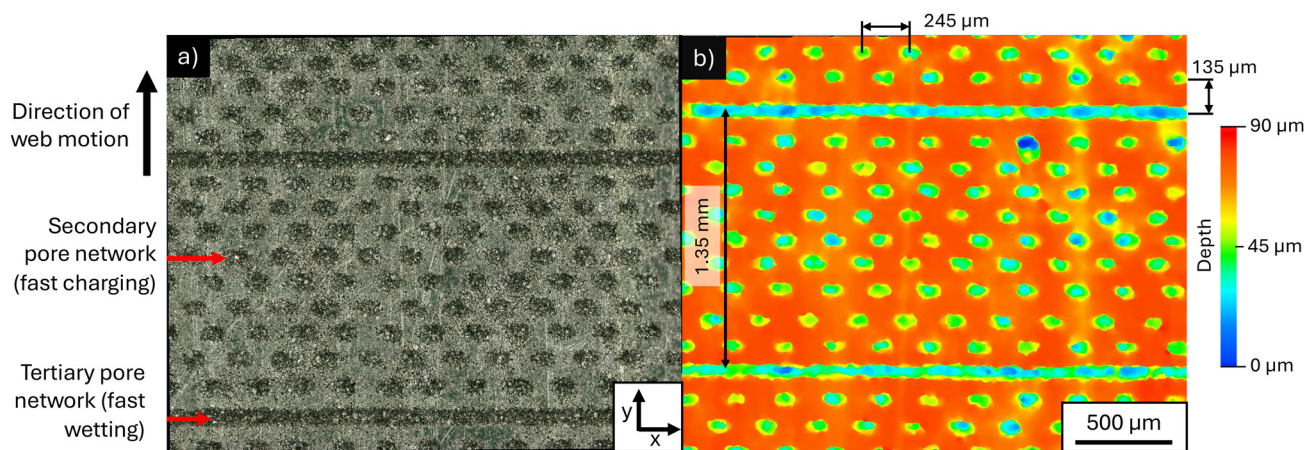 a)
Direction of
web motion
Secondary
pore network
(fast charging)
Tertiary pore
network (fast
wetting)
y
x
b)
245 µm
135 µm
1.35 mm
90 µm
45 µm
0 µm
Depth
500 µm